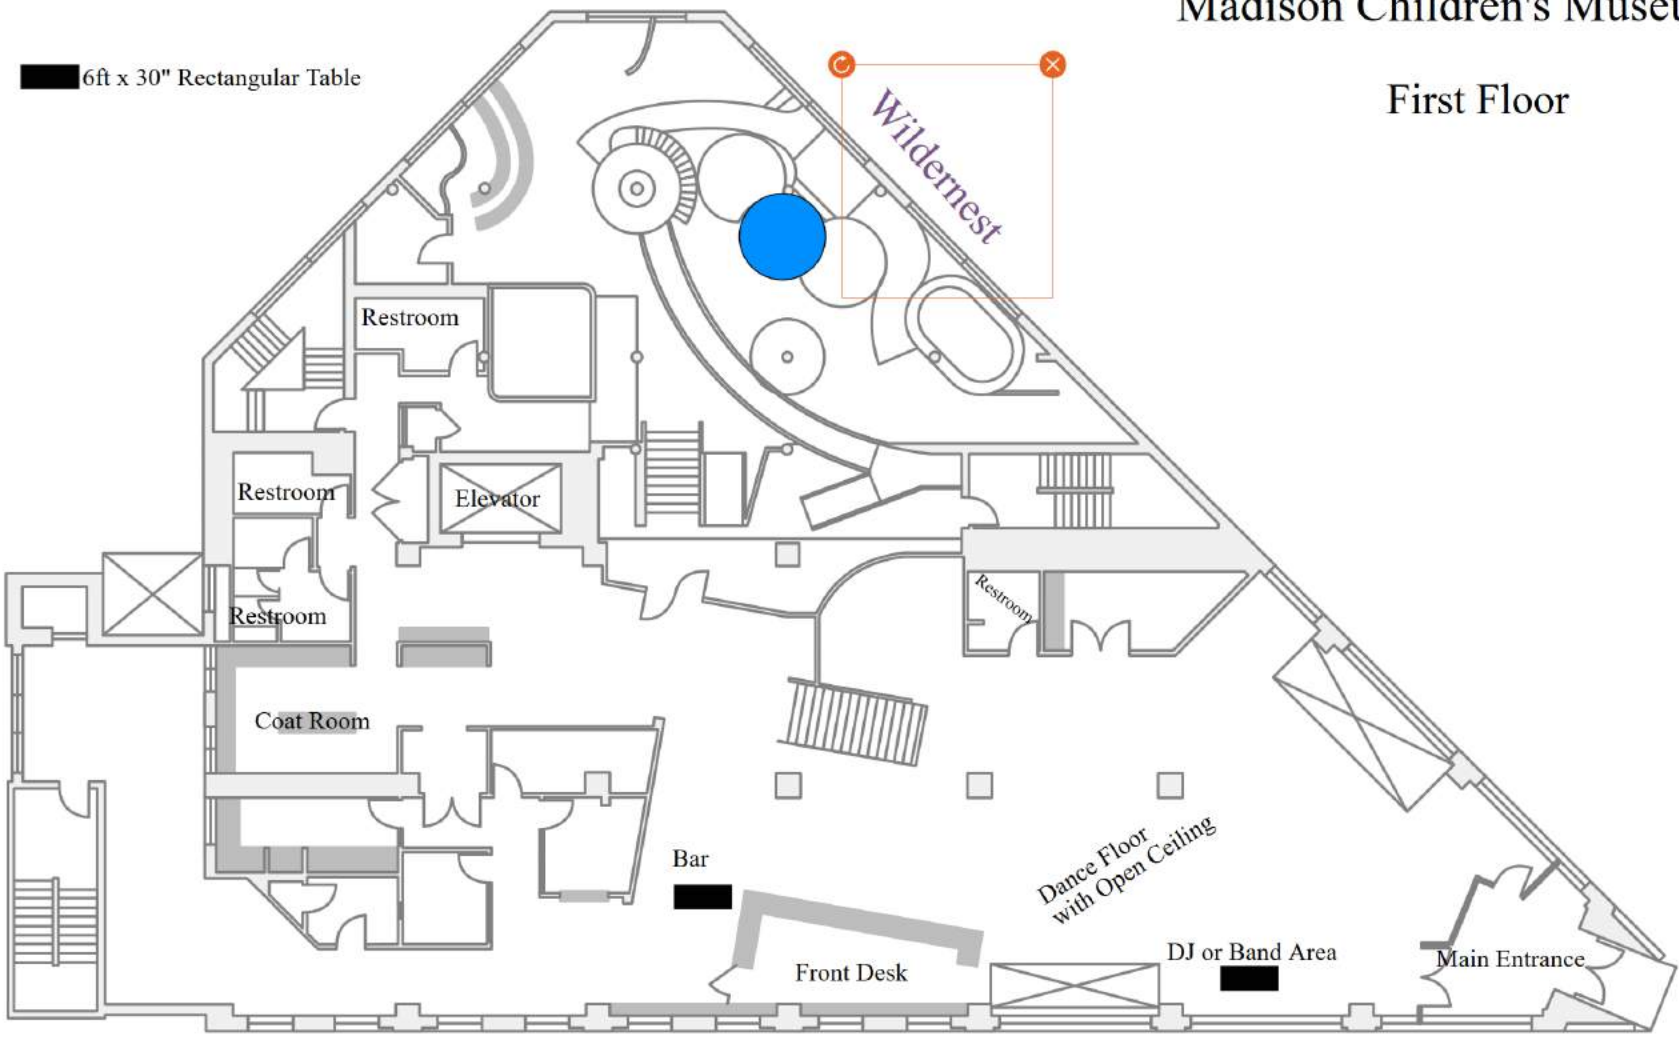 Madison Children's Museu
6ft x 30" Rectangular Table
First Floor
Wildernest
Restroom
Restroom
Elevator
Restroom
Restroom
Coat Room
Bar
Dance Floor
with Open Ceiling
DJ or Band Area
Main Entrance
Front Desk